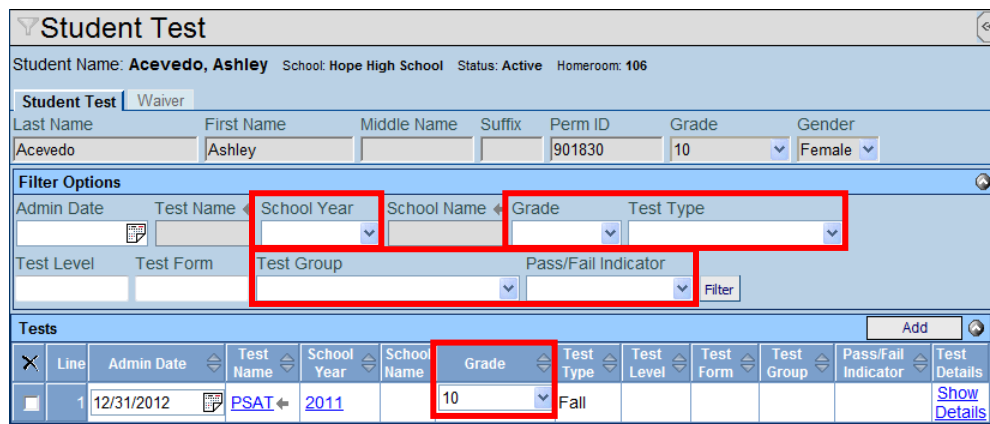 Student Test
Student Name: Acevedo, Ashley School: Hope High School Status: Active Homeroom: 106
Student Test Waiver
Last Name First Name Middle Name Suffix Perm ID Grade Gender
Acevedo Ashley 901830 10 Female
Filter Options
Admin Date Test Name School Year School Name Grade Test Type
Test Level Test Form Test Group Pass/Fail Indicator
Filter
Tests Add
Line Admin Date Test Name School Year School Name Grade Test Type Test Level Test Form Test Group Pass/Fail Indicator Test Details
1 12/31/2012 PSAT 2011 10 Fall Show Details